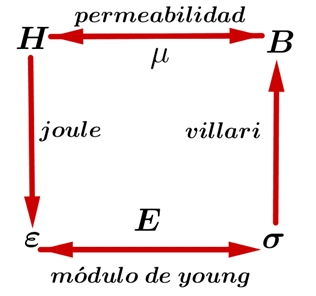 permeabilidad
H B
μ
joule villari
E
ε σ
módulo de young